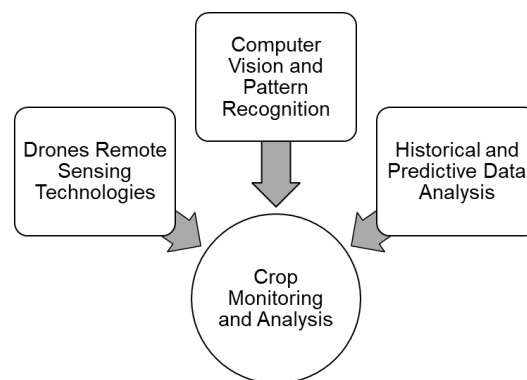 Computer
Vision and
Pattern
Recognition
Drones Remote
Sensing
Technologies
Historical and
Predictive Data
Analysis
Crop
Monitoring
and Analysis